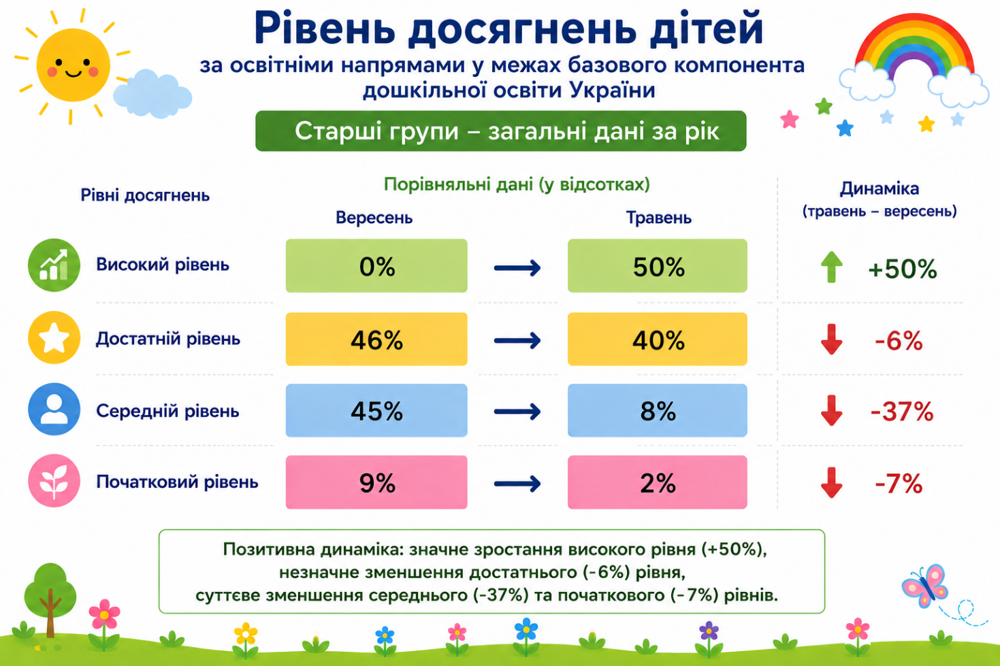 Рівень досягнень дітей
за освітніми напрямами у межах базового компонента
дошкільної освіти України
Старші групи – загальні дані за рік
Рівні досягнень
Порівняльні дані (у відсотках)
Вересень
Травень
Динаміка
(травень – вересень)
Високий рівень
0%
50%
+50%
Достатній рівень
46%
40%
-6%
Середній рівень
45%
8%
-37%
Початковий рівень
9%
2%
-7%
Позитивна динаміка: значне зростання високого рівня (+50%),
незначне зменшення достатнього (-6%) рівня,
суттєве зменшення середнього (-37%) та початкового (-7%) рівнів.